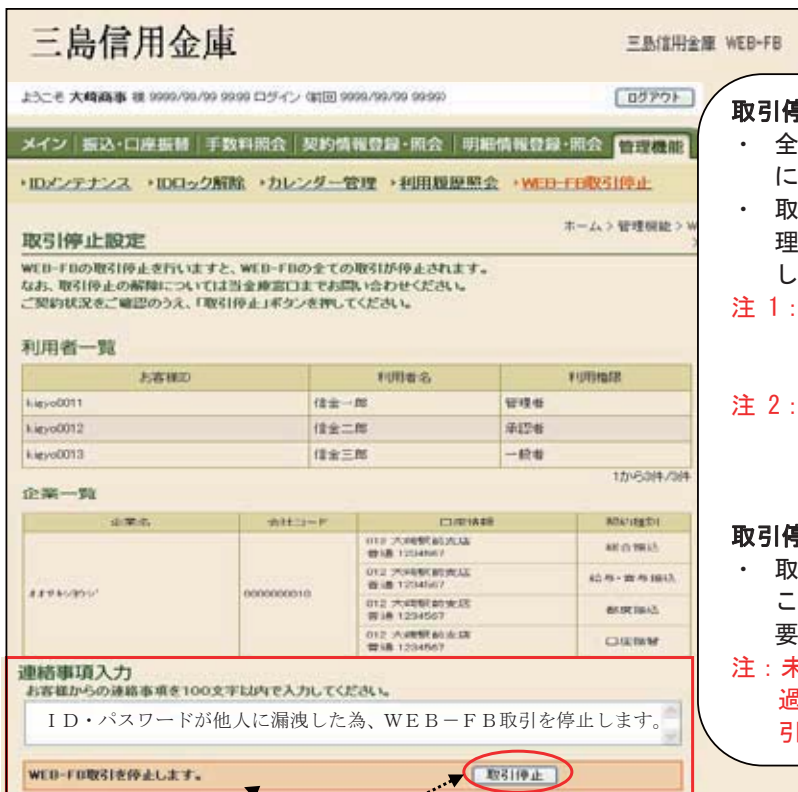 三島信用金庫
三島信用金庫 WEB-FB
ようこそ 大崎商事 様 9999/99/99 9999 ログイン (前回 9999/99/99 99:99)
ログアウト
メイン 振込・口座振替 手数料照会 契約情報登録・照会 明細情報登録・照会 管理機能
・IDメンテナンス ・IDロック解除 ・カレンダー管理 ・利用履歴照会 ・WEB-FB取引停止
ホーム > 管理機能 > W
取引停止設定
WEB-FBの取引停止を行いますと、WEB-FBの全ての取引が停止されます。
なお、取引停止の解除については当金庫窓口までお問い合わせください。
ご契約状況をご確認のうえ、「取引停止」ボタンを押してください。
利用者一覧
お客様ID 利用者名 利用権限
kigyo0011 信金一郎 管理者
kigyo0012 信金二郎 承認者
kigyo0013 信金三郎 一般者
1から3件/3件
企業一覧
企業名 会社コード 口座情報 契約種別
012 大崎駅前支店
普通 1234567
総合振込
012 大崎駅前支店
普通 1234567
給与・賞与振込
0000000010
012 大崎駅前支店
普通 1234567
都度振込
012 大崎駅前支店
普通 1234567
口座振替
連絡事項入力
お客様からの連絡事項を100文字以内で入力してください。
ID・パスワードが他人に漏洩した為、WEB-FB取引を停止します。
WEB-FB取引を停止します。
取引停止
取引停
・ 全
に
・ 取
理
し
注 1:
注 2:
取引停
・ 取
こ
要
注:未
過
引